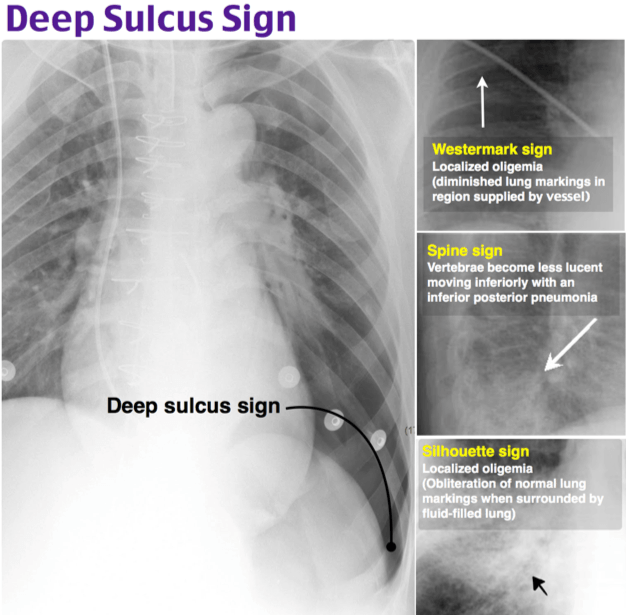 Deep Sulcus Sign
Deep sulcus sign
Westermark sign
Localized oligemia
(diminished lung markings in
region supplied by vessel)
Spine sign
Vertebrae become less lucent
moving inferiorly with an
inferior posterior pneumonia
Silhouette sign
Localized oligemia
(Obliteration of normal lung
markings when surrounded by
fluid-filled lung)